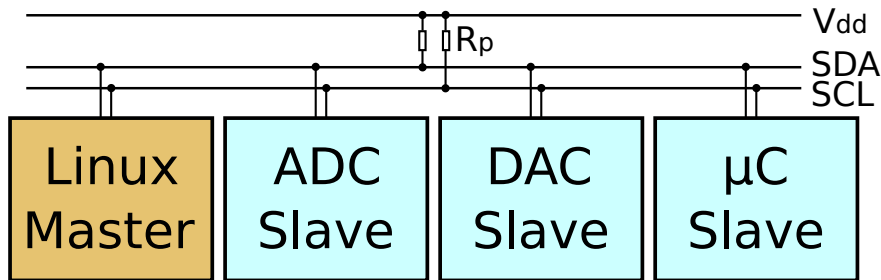 Vdd
Rp
SDA
SCL
Linux
Master
ADC
Slave
DAC
Slave
µC
Slave